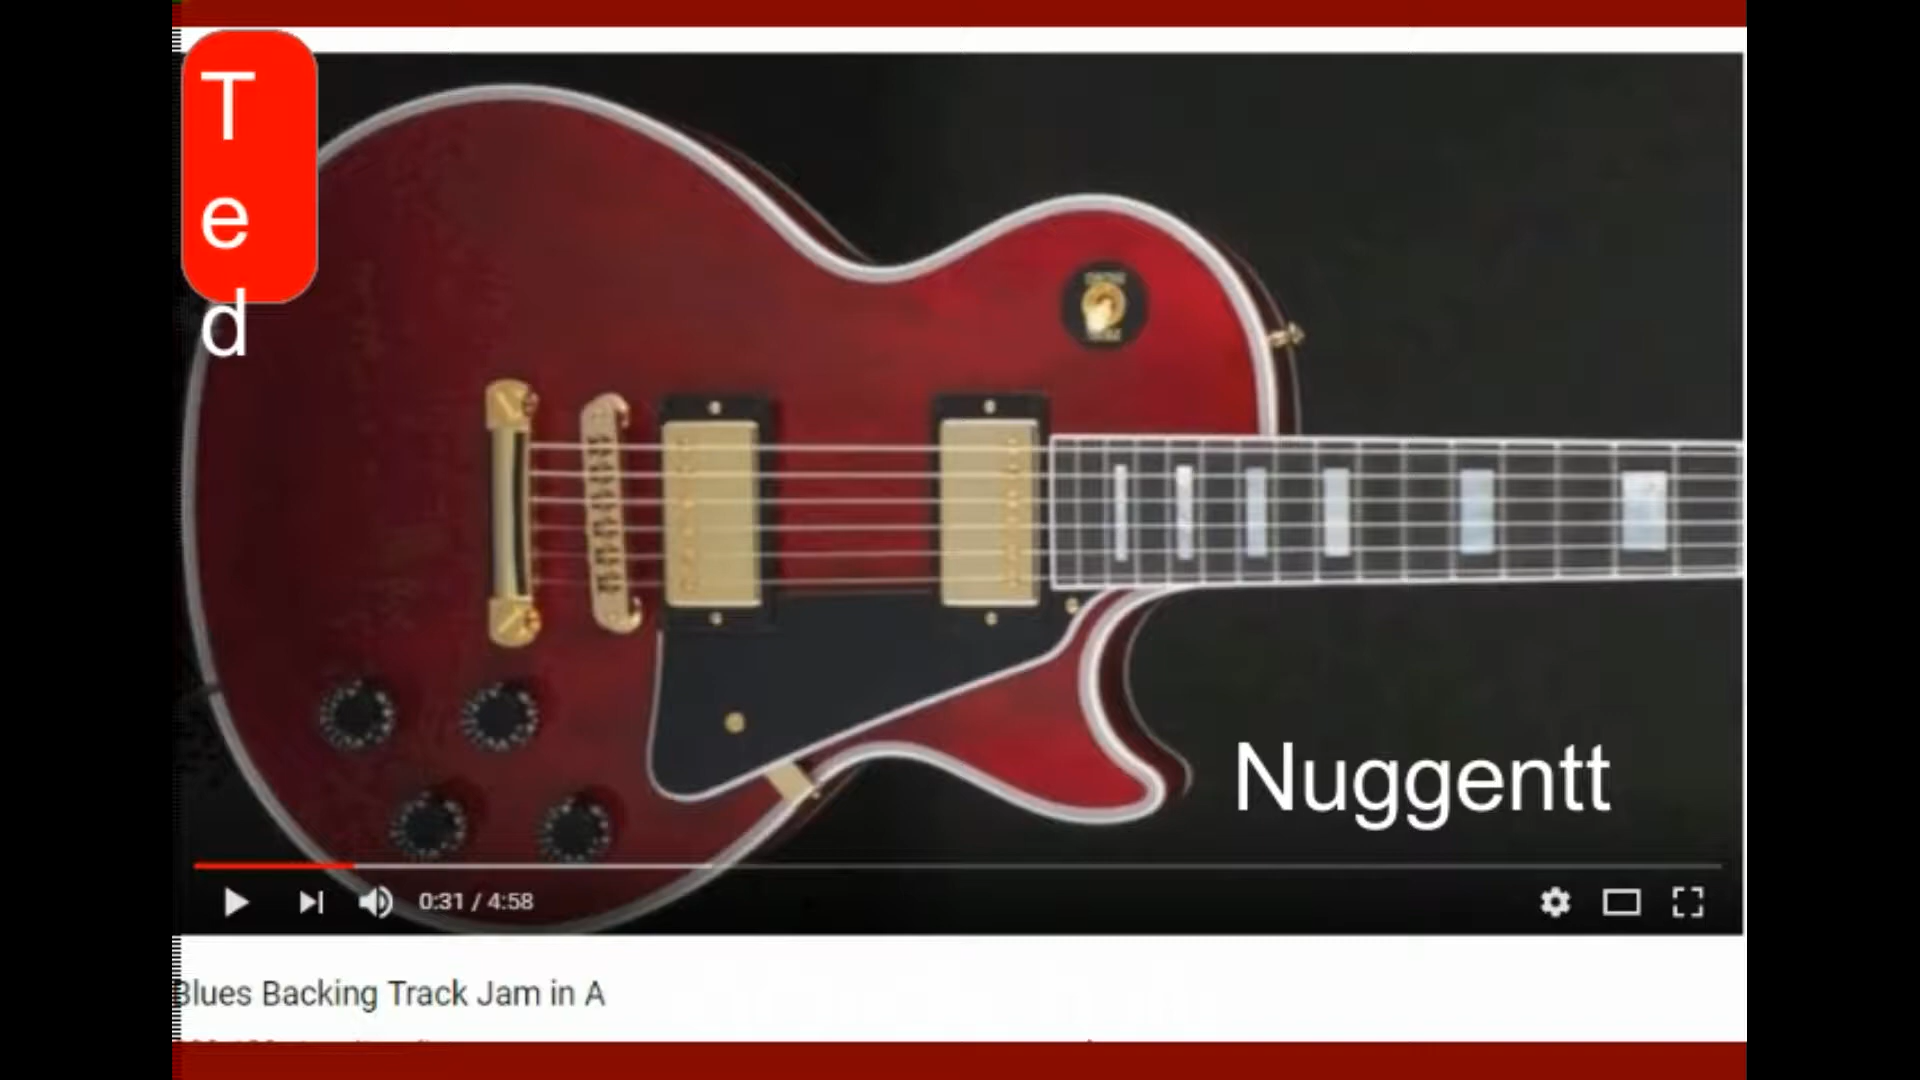 T
e
d
Nuggentt
0:31 / 4:58
Blues Backing Track Jam in A